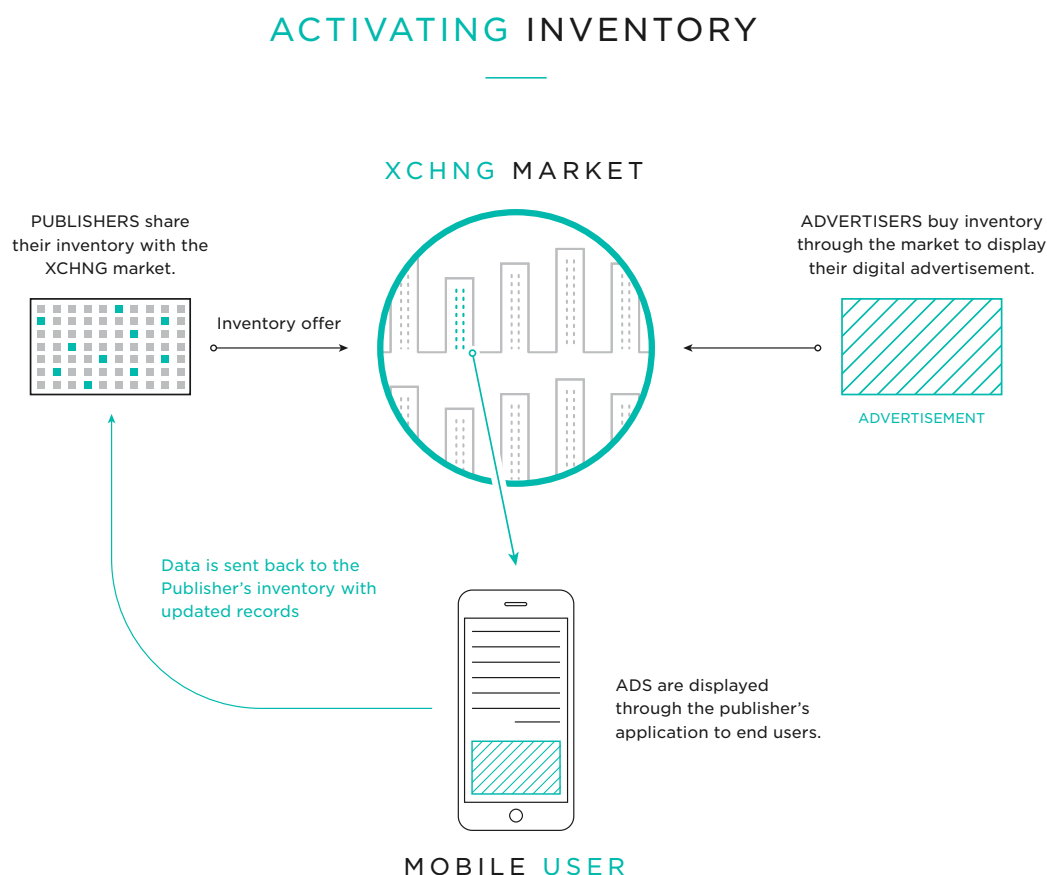 ACTIVATING INVENTORY
XCHNG MARKET
PUBLISHERS share
their inventory with the
XCHNG market.
Inventory offer
ADVERTISERS buy inventory
through the market to display
their digital advertisement.
ADVERTISEMENT
Data is sent back to the
Publisher’s inventory with
updated records
ADS are displayed
through the publisher’s
application to end users.
MOBILE USER